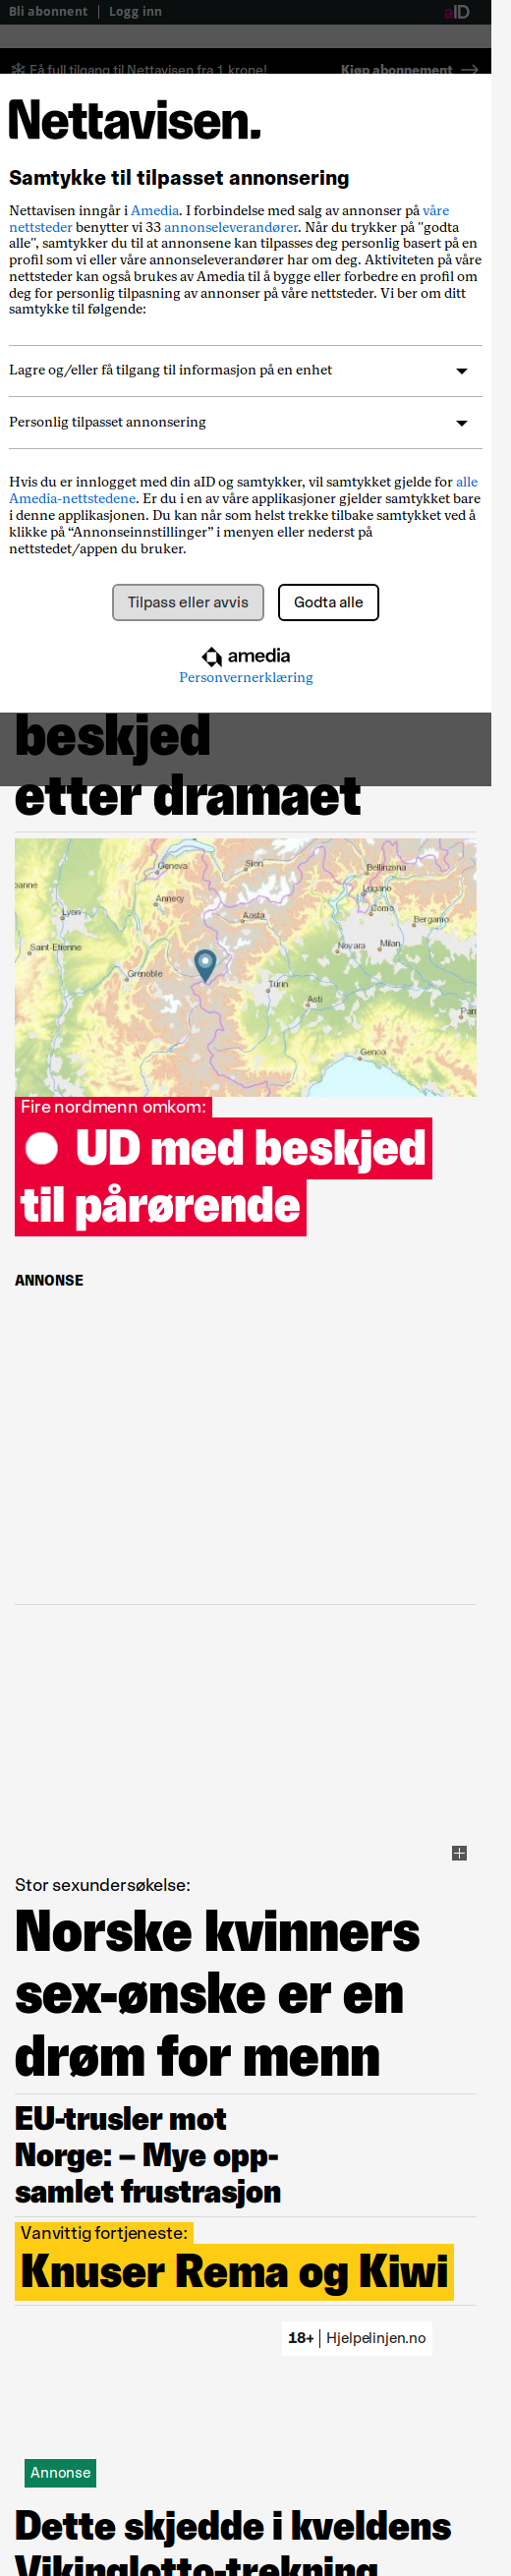 Bli abonnent | Logg inn
aID
Få full tilgang til Nettavisen fra 1 krone!
Kjøp abonnement →
Nettavisen.
Samtykke til tilpasset annonsering
Nettavisen inngår i Amedia. I forbindelse med salg av annonser på våre
nettsteder benytter vi 33 annonseleverandører. Når du trykker på "godta
alle", samtykker du til at annonsene kan tilpasses deg personlig basert på en
profil som vi eller våre annonseleverandører har om deg. Aktiviteten på våre
nettsteder kan også brukes av Amedia til å bygge eller forbedre en profil om
deg for personlig tilpasning av annonser på våre nettsteder. Vi ber om ditt
samtykke til følgende:
Lagre og/eller få tilgang til informasjon på en enhet
Personlig tilpasset annonsering
Hvis du er innlogget med din aID og samtykker, vil samtykket gjelde for alle
Amedia-nettstedene. Er du i en av våre applikasjoner gjelder samtykket bare
i denne applikasjonen. Du kan når som helst trekke tilbake samtykket ved å
klikke på “Annonseinnstillinger” i menyen eller nederst på
nettstedet/appen du bruker.
Tilpass eller avvis
Godta alle
amedia
Personvernerklæring
beskjed
etter dramaet
Genova
Sion
Bellinzona
Lugano
Annecy
Como
Lyon
Aosta
Bergamo
Saint-Etienne
Novara
Milan
Grenoble
Turin
Asti
Genoa
Fire nordmenn omkom:
UD med beskjed
til pårørende
ANNONSE
Stor sexundersøkelse:
Norske kvinners
sex-ønske er en
drøm for menn
EU-trusler mot
Norge: – Mye opp-
samlet frustrasjon
Vanvittig fortjeneste:
Knuser Rema og Kiwi
18+ | Hjelpelinjen.no
Annonse
Dette skjedde i kveldens
Vikinglotto-trekning